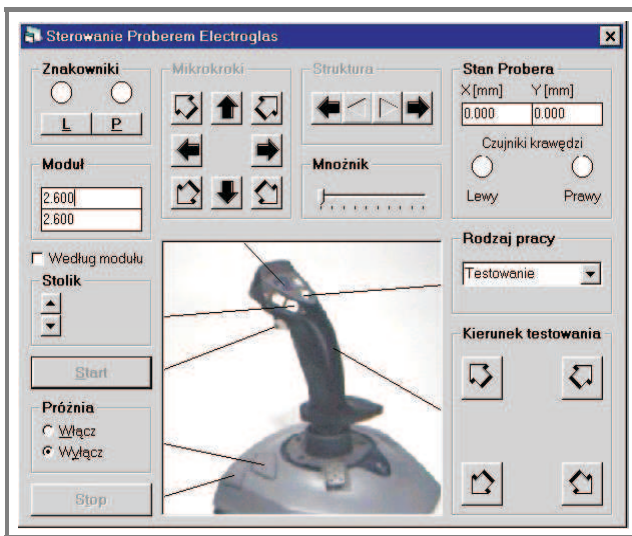 Sterowanie Proberem Electroglas
Znakowniki
L P
Moduł
2.600
2.600
Według modułu
Stolik
Start
Próżnia
Włącz
Wyłącz
Stop
Mikrokroki
Struktura
Mnożnik
Stan Probera
X [mm] Y [mm]
0.000 0.000
Czujniki krawędzi
Lewy Prawy
Rodzaj pracy
Testowanie
Kierunek testowania